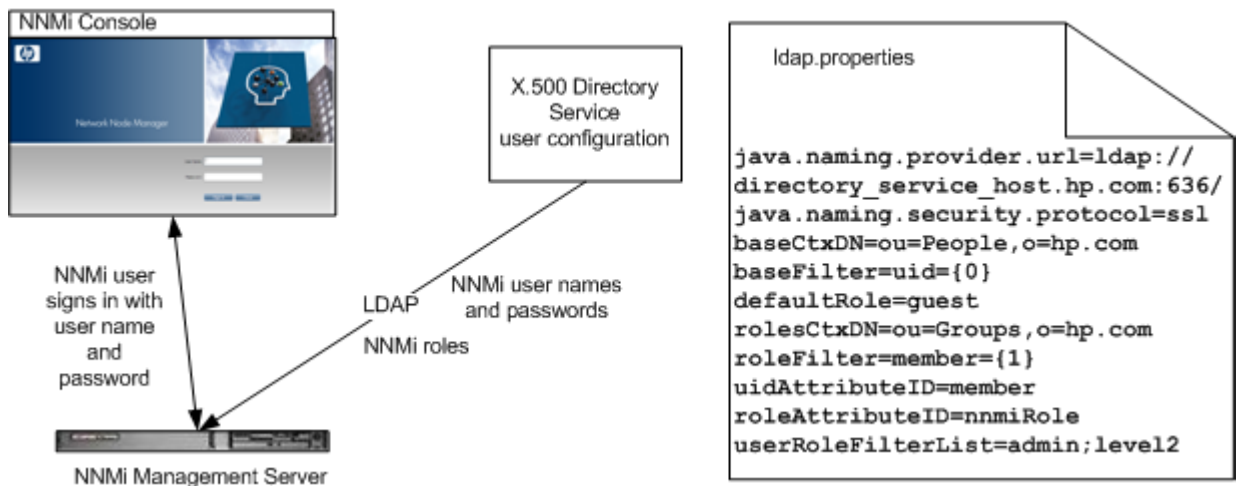 NNMi Console
hp
Network Node Manager
NNMi user
signs in with
user name
and
password
NNMi Management Server
X.500 Directory
Service
user configuration
LDAP
NNMi user names
and passwords
NNMi roles
ldap.properties
java.naming.provider.url=ldap://
directory_service_host.hp.com:636/
java.naming.security.protocol=ssl
baseCtxDN=ou=People,o=hp.com
baseFilter=uid={0}
defaultRole=guest
rolesCtxDN=ou=Groups,o=hp.com
roleFilter=member={1}
uidAttributeID=member
roleAttributeID=nnmiRole
userRoleFilterList=admin;level2